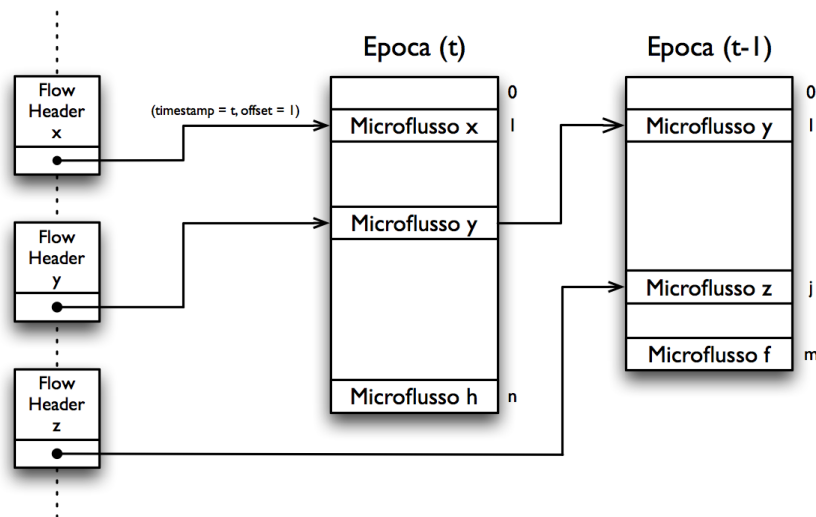 Epoca (t)
Epoca (t-1)
Flow
Header
x
(timestamp = t, offset = 1)
0
Microflusso x
1
Microflusso y
Microflusso h
n
0
Microflusso y
1
Microflusso z
j
Microflusso f
m
Flow
Header
y
Flow
Header
z